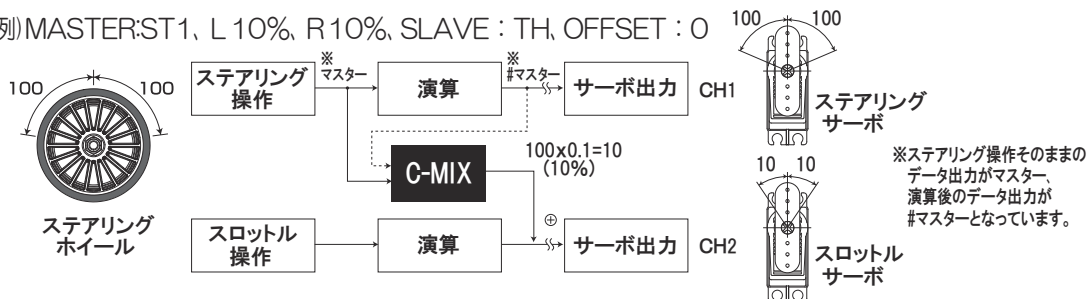 例)MASTER:ST1、L 10%、R 10%、SLAVE : TH、OFFSET : 0
100 100
ステアリング
ホイール
ステアリング
操作
※
マスター
演算
※
#マスター
サーボ出力
CH1
C-MIX
100x0.1=10
(10%)
スロットル
操作
演算
⊕
サーボ出力
CH2
100 100
ステアリング
サーボ
10 10
スロットル
サーボ
※ステアリング操作そのままの
データ出力がマスター、
演算後のデータ出力が
#マスターとなっています。